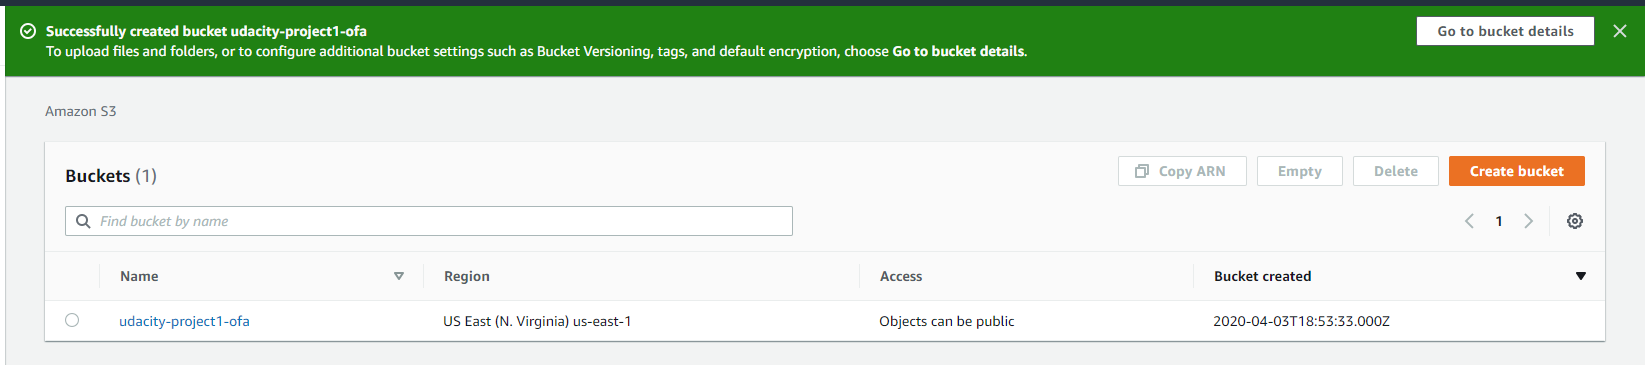 Successfully created bucket udacity-project1-ofa
To upload files and folders, or to configure additional bucket settings such as Bucket Versioning, tags, and default encryption, choose Go to bucket details.
Go to bucket details
Amazon S3
Buckets (1)
Copy ARN
Empty
Delete
Create bucket
Find bucket by name
1
Name Region Access Bucket created
udacity-project1-ofa US East (N. Virginia) us-east-1 Objects can be public 2020-04-03T18:53:33.000Z